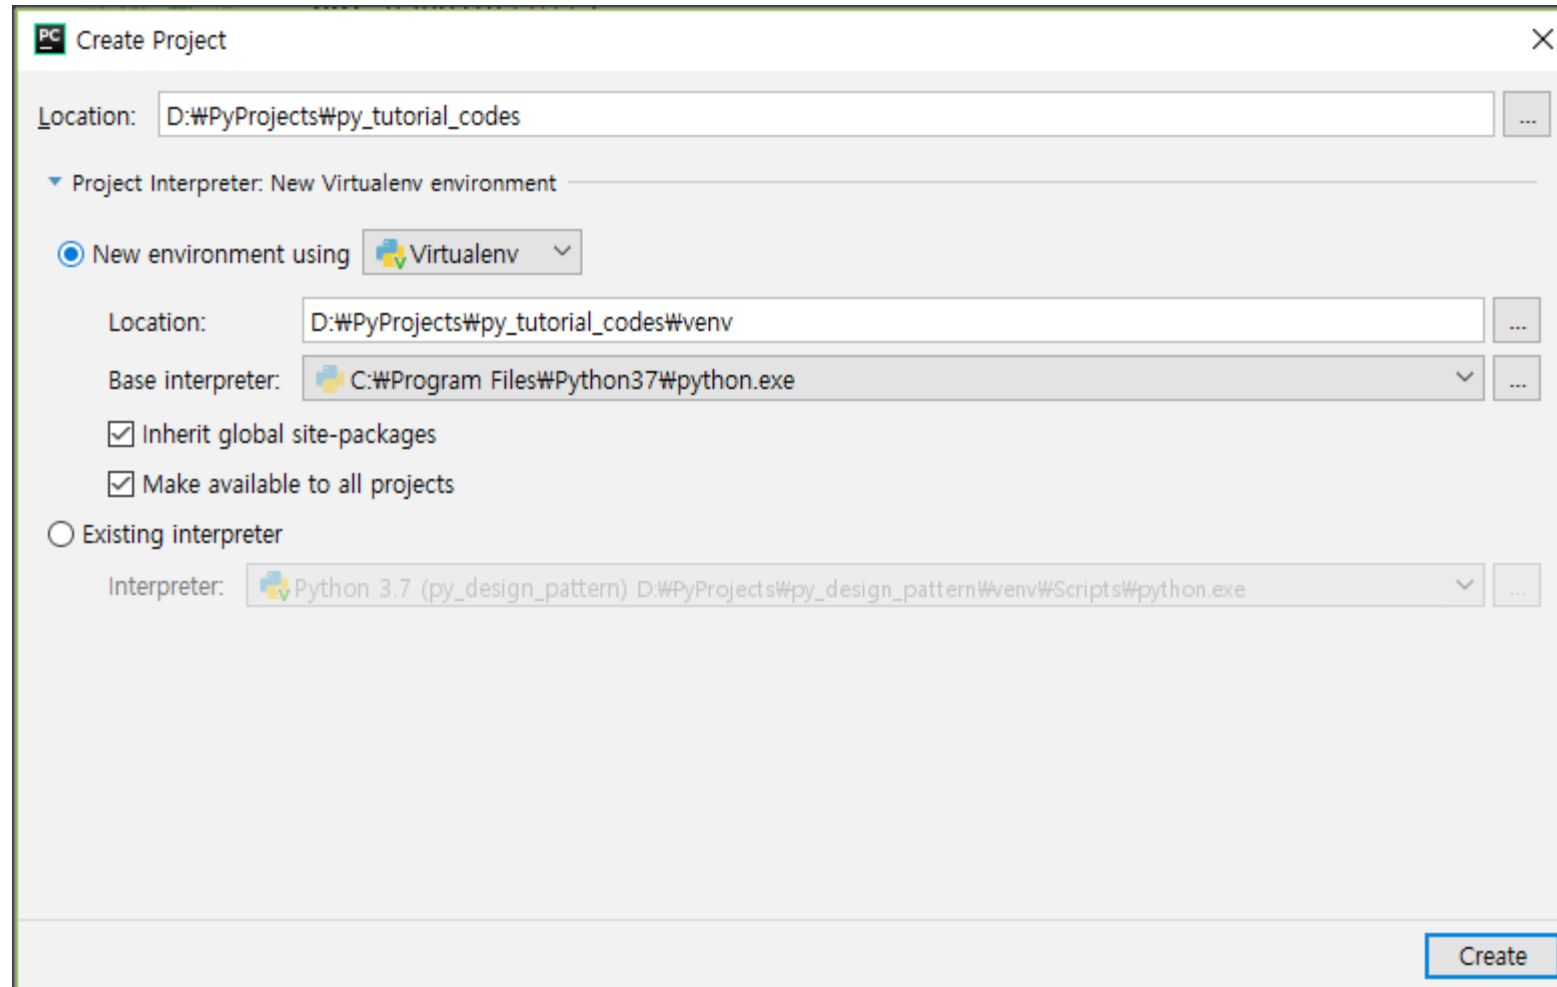 PC Create Project
Location: D:₩PyProjects₩py_tutorial_codes ...
Project Interpreter: New Virtualenv environment
New environment using Virtualenv
Location: D:₩PyProjects₩py_tutorial_codes₩venv ...
Base interpreter: C:₩Program Files₩Python37₩python.exe ...
Inherit global site-packages
Make available to all projects
Existing interpreter
Interpreter: Python 3.7 (py_design_pattern) D:₩PyProjects₩py_design_pattern₩venv₩Scripts₩python.exe ...
Create